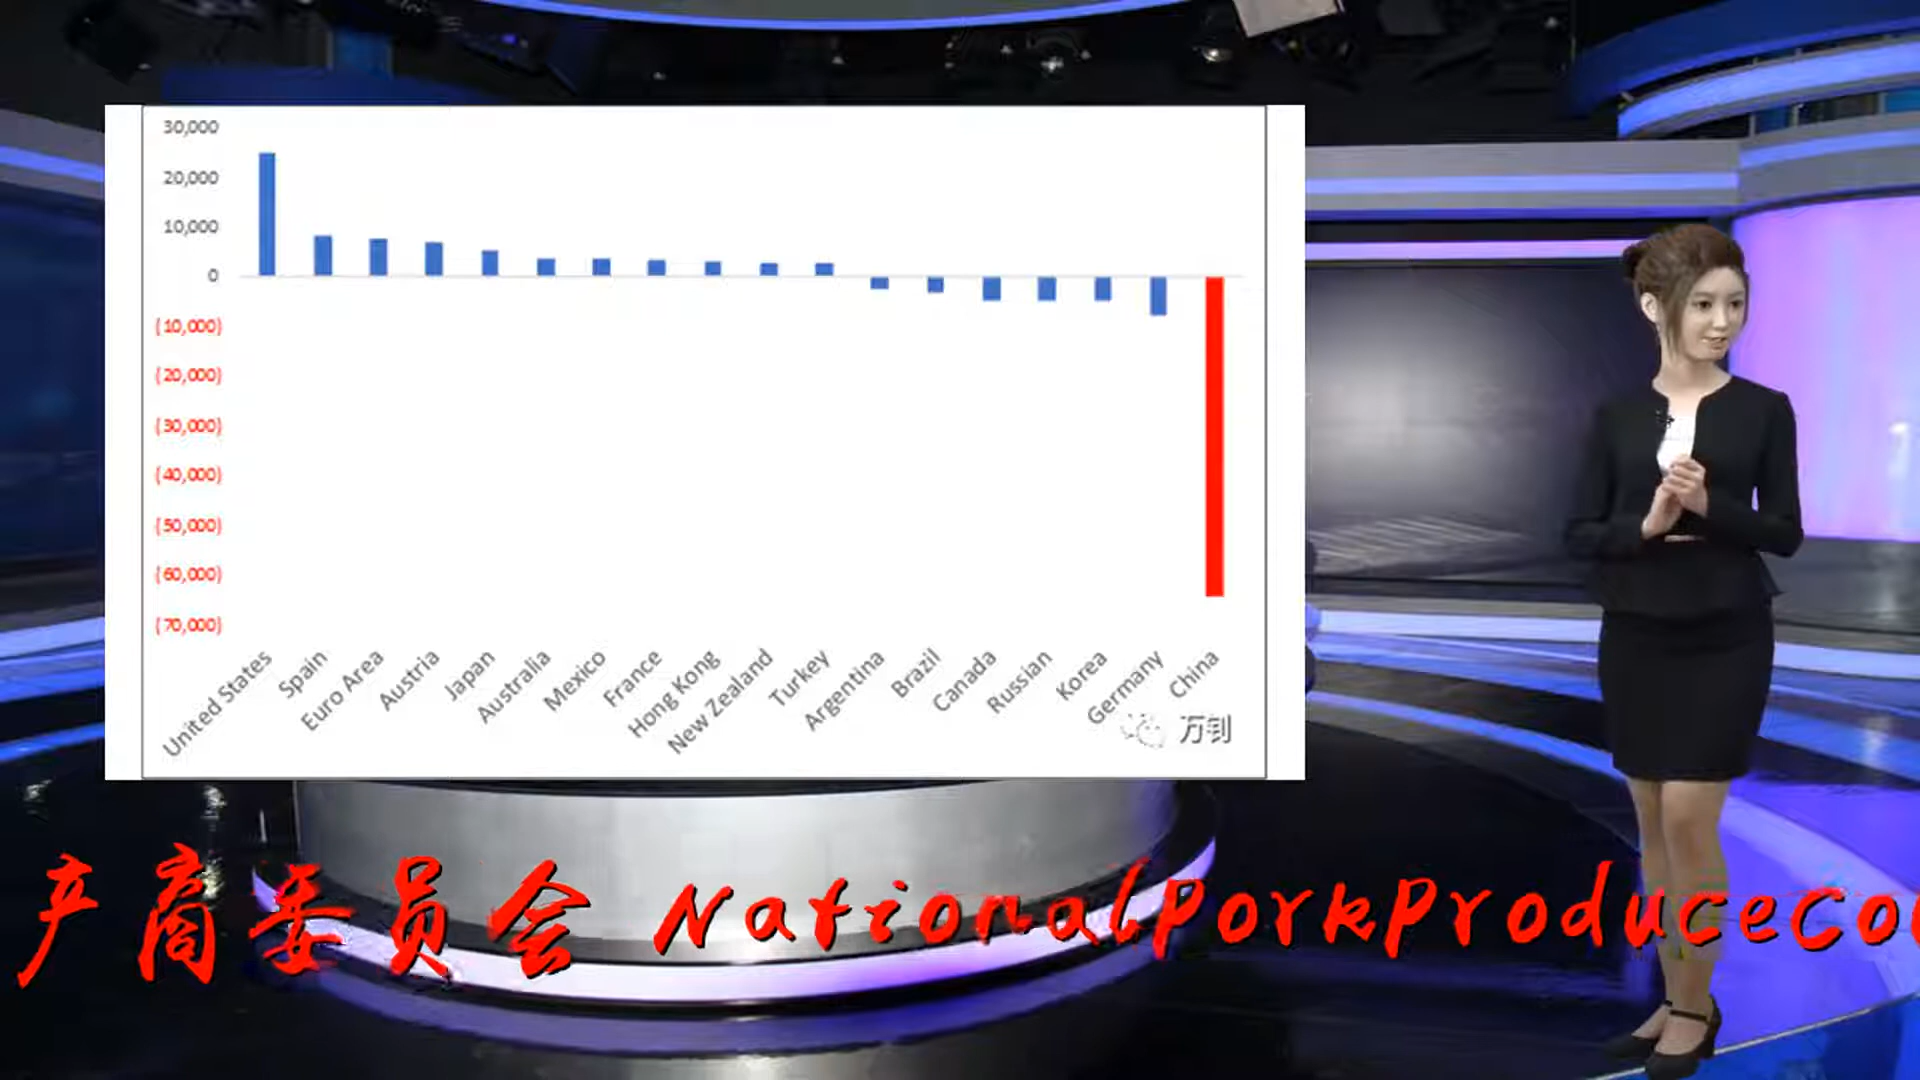 30,000
20,000
10,000
0
(10,000)
(20,000)
(30,000)
(40,000)
(50,000)
(60,000)
(70,000)
United States
Spain
Euro Area
Austria
Japan
Australia
Mexico
France
Hong Kong
New Zealand
Turkey
Argentina
Brazil
Canada
Russian
Korea
Germany
China
万钊
产商委员会 NationalPorkProduceCou